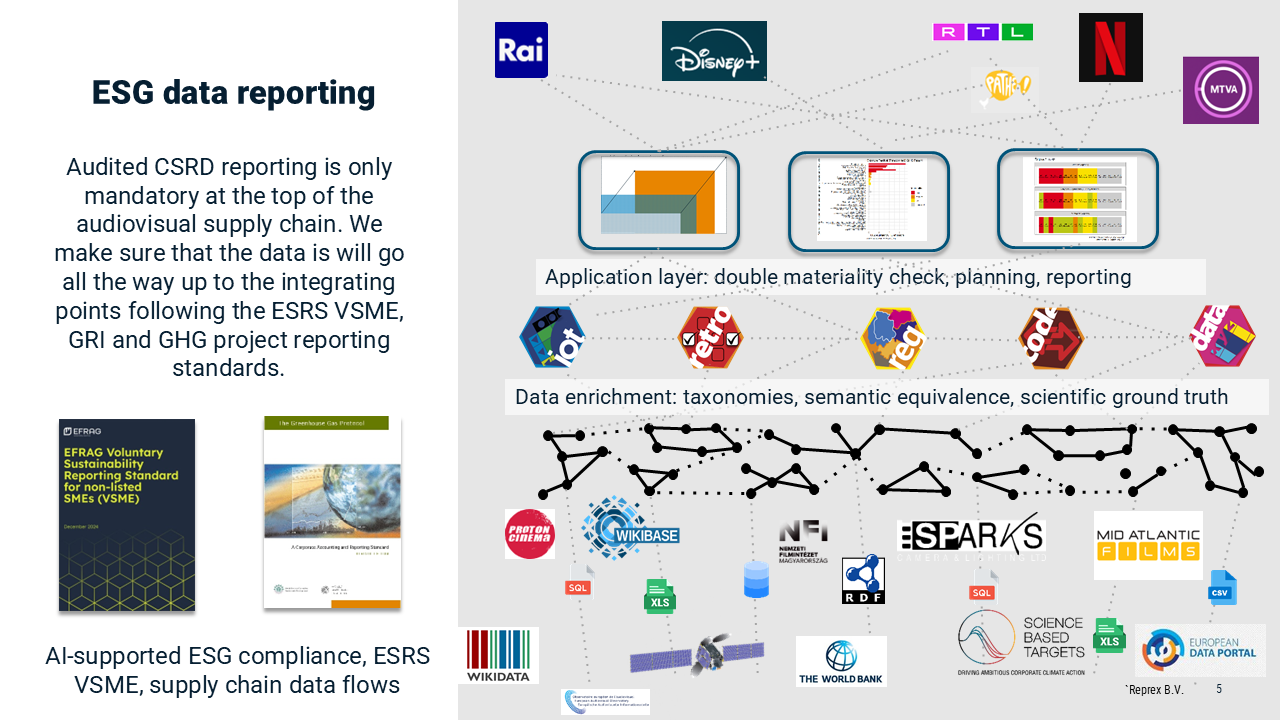 ESG data reporting
Audited CSRD reporting is only
mandatory at the top of the
audiovisual supply chain. We
make sure that the data is will go
all the way up to the integrating
points following the ESRS VSME,
GRI and GHG project reporting
standards.
EFRAG
EFRAG Voluntary
Sustainability
Reporting Standard
for non-listed
SMEs (VSME)
December 2024
The Greenhouse Gas Protocol
A Corporate Accounting and Reporting Standard
AI-supported ESG compliance, ESRS
VSME, supply chain data flows
Rai
Disney+
RTL
PATHE!
N
MTVA
Application layer: double materiality check, planning, reporting
iot
retro
reg
code
data
Data enrichment: taxonomies, semantic equivalence, scientific ground truth
PROTON
CINEMA
WIKIBASE
NFI
NEMZETI
FILMINTÉZET
MAGYARORSZÁG
SPARKS
MID ATLANTIC
FILMS
SQL
XLS
RDF
SQL
CSV
WIKIDATA
THE WORLD BANK
SCIENCE
BASED
TARGETS
DRIVING AMBITIOUS CORPORATE CLIMATE ACTION
XLS
EUROPEAN
DATA PORTAL
Reprex B.V.
5